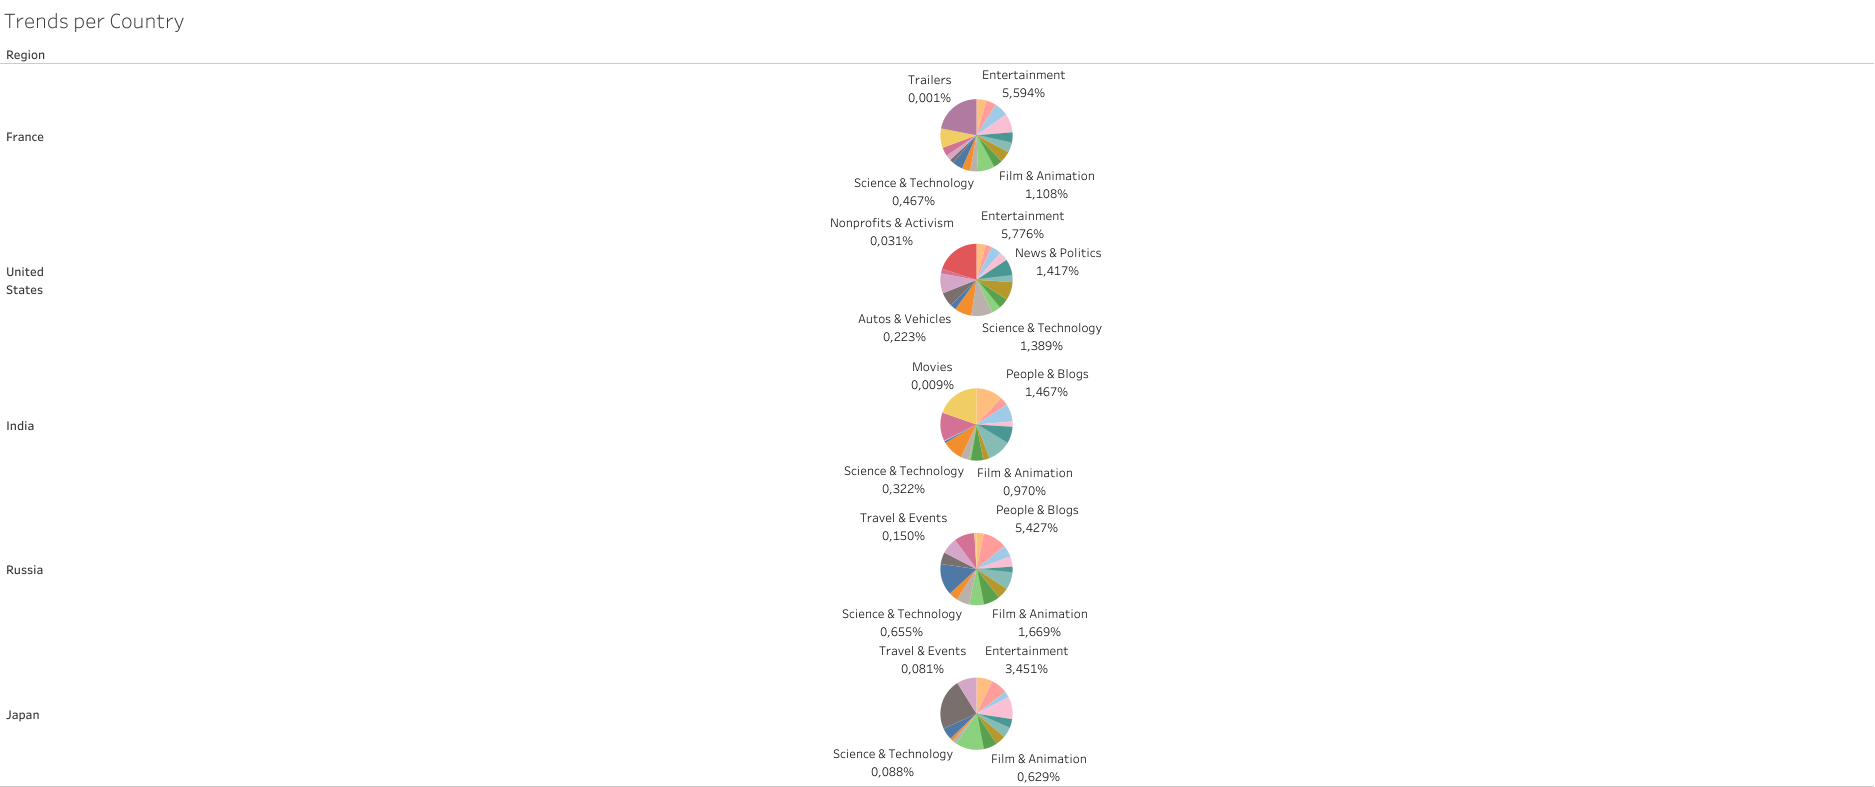 Trends per Country
Region
France
Trailers
0,001%
Entertainment
5,594%
Science & Technology
0,467%
Film & Animation
1,108%
United
States
Nonprofits & Activism
0,031%
Entertainment
5,776%
News & Politics
1,417%
Autos & Vehicles
0,223%
Science & Technology
1,389%
India
Movies
0,009%
People & Blogs
1,467%
Science & Technology
0,322%
Film & Animation
0,970%
Russia
Travel & Events
0,150%
People & Blogs
5,427%
Science & Technology
0,655%
Film & Animation
1,669%
Japan
Travel & Events
0,081%
Entertainment
3,451%
Science & Technology
0,088%
Film & Animation
0,629%